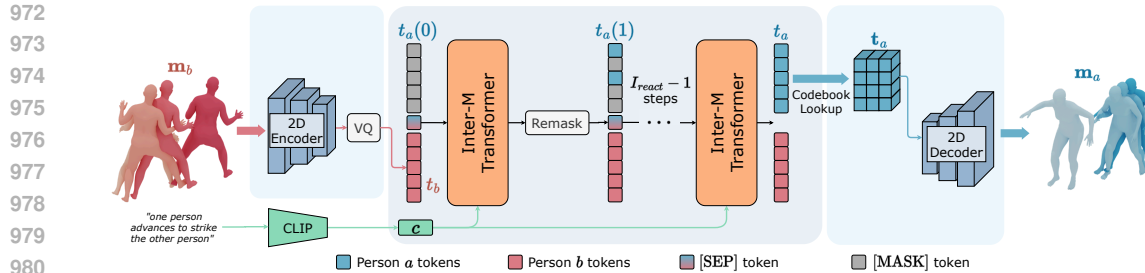 972
973
974
975
976
977
978
979
980
m_b
2D
Encoder
VQ
t_b
"one person
advances to strike
the other person"
CLIP
c
t_a(0)
Inter-M
Transformer
Remask
t_a(1)
I_react − 1
steps
...
Inter-M
Transformer
t_a
Codebook
Lookup
t_a
2D
Decoder
m_a
Person a tokens
Person b tokens
[SEP] token
[MASK] token